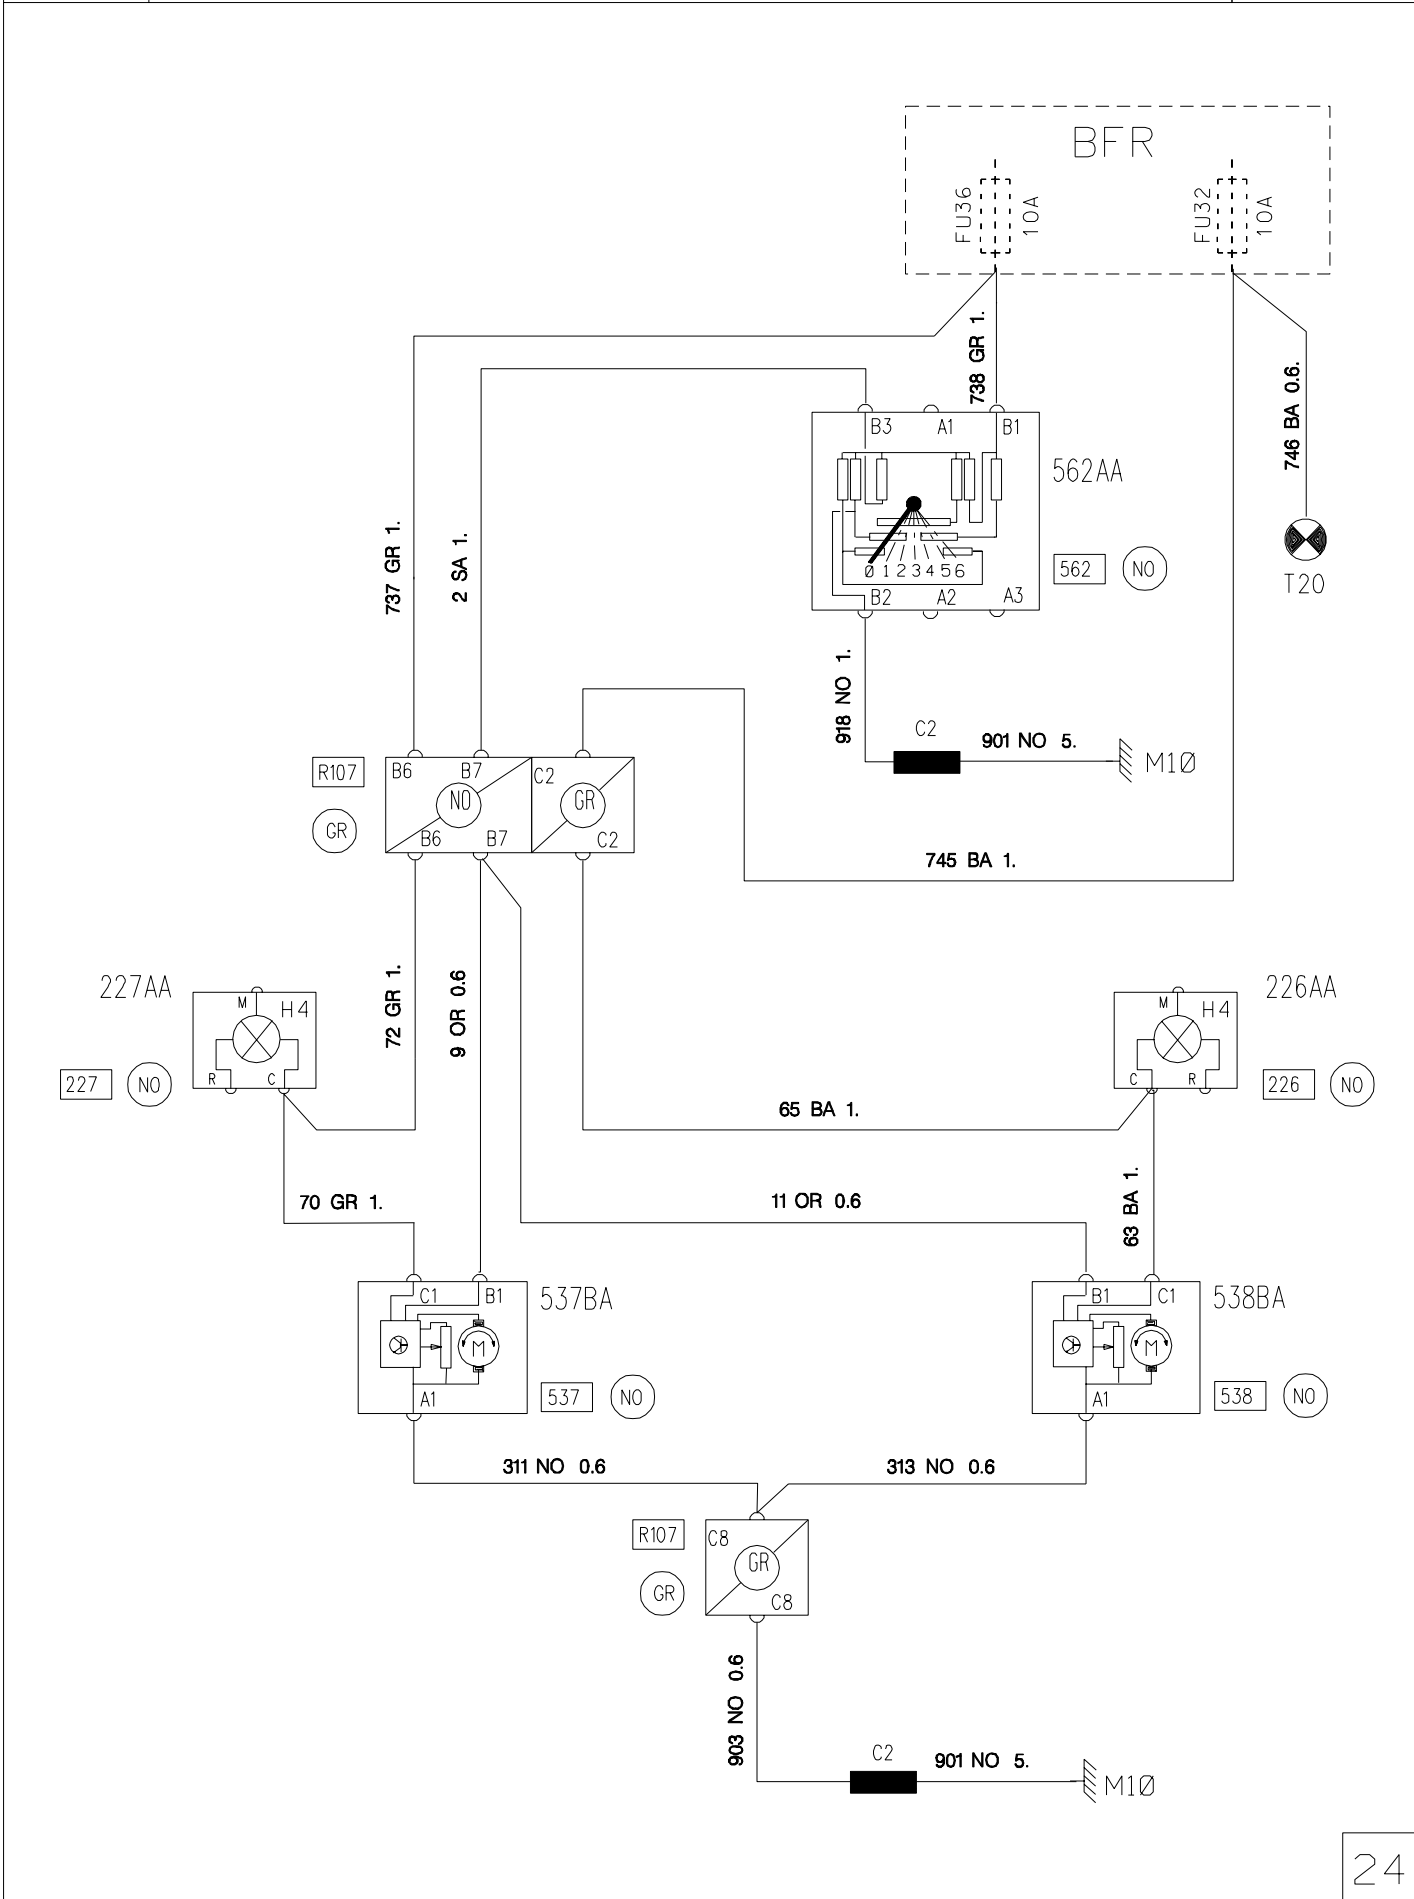 BFR
FU36
10A
FU32
10A
738 GR 1.
746 BA 0.6.
B3
A1
B1
562AA
737 GR 1.
2 SA 1.
0 1 2 3 4 5 6
562
NO
T20
B2
A2
A3
918 NO 1.
C2
901 NO 5.
M10
R107
B6
B7
C2
NO
GR
GR
B6
B7
C2
745 BA 1.
227AA
M
H4
72 GR 1.
9 OR 0.6
226AA
M
H4
R
C
227
NO
C
R
226
NO
65 BA 1.
70 GR 1.
11 OR 0.6
63 BA 1.
C1
B1
537BA
B1
C1
538BA
M
M
A1
537
NO
A1
538
NO
311 NO 0.6
313 NO 0.6
R107
C8
GR
GR
C8
903 NO 0.6
C2
901 NO 5.
M10
24